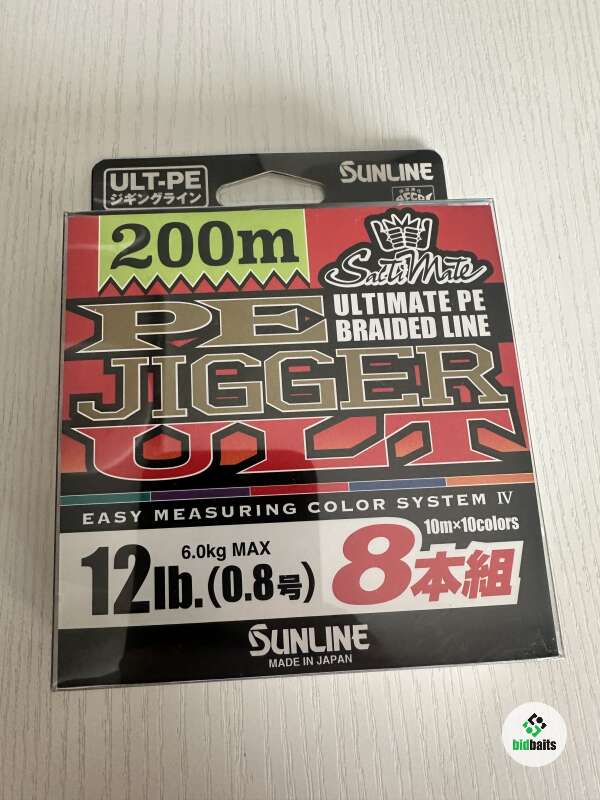 ULT-PE
ジギングライン
SUNLINE
200m
SaltiMate
PE
ULTIMATE PE
BRAIDED LINE
JIGGER
ULT
EASY MEASURING COLOR SYSTEM IV
10m×10colors
6.0kg MAX
12lb.(0.8号)
8本組
SUNLINE
MADE IN JAPAN
bidbaits